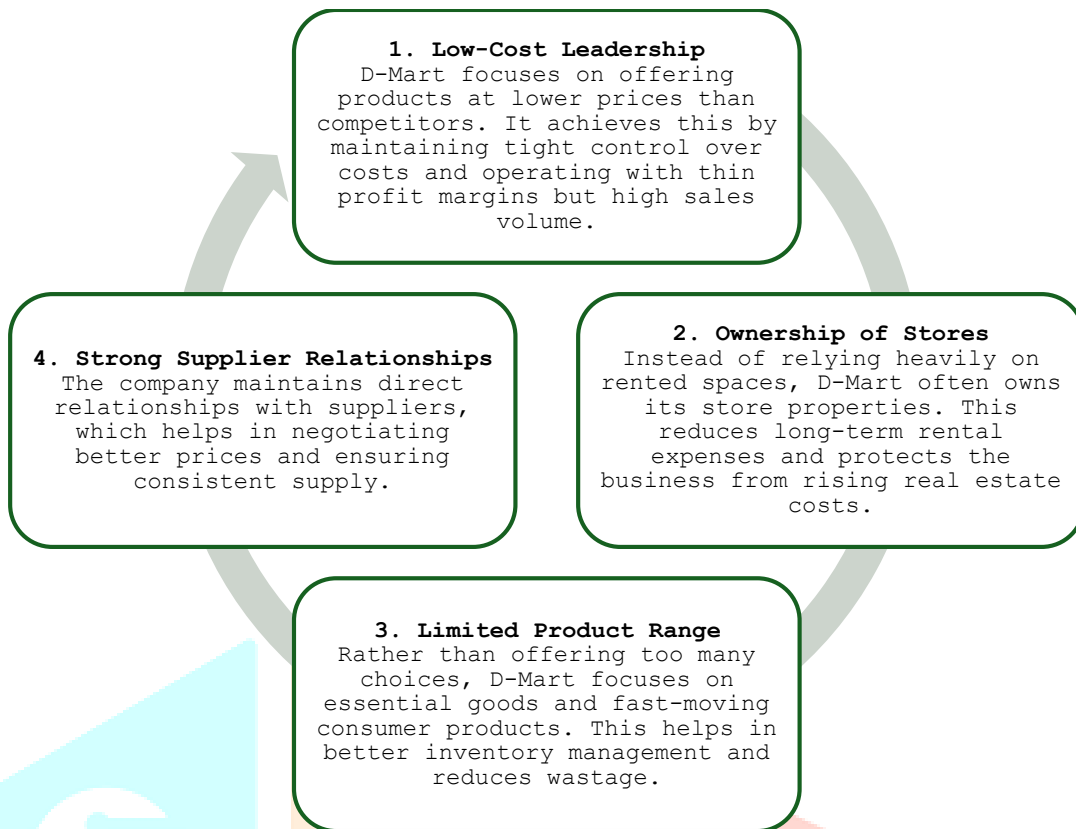 1. Low-Cost Leadership
D-Mart focuses on offering
products at lower prices than
competitors. It achieves this by
maintaining tight control over
costs and operating with thin
profit margins but high sales
volume.
2. Ownership of Stores
Instead of relying heavily on
rented spaces, D-Mart often owns
its store properties. This
reduces long-term rental
expenses and protects the
business from rising real estate
costs.
3. Limited Product Range
Rather than offering too many
choices, D-Mart focuses on
essential goods and fast-moving
consumer products. This helps in
better inventory management and
reduces wastage.
4. Strong Supplier Relationships
The company maintains direct
relationships with suppliers,
which helps in negotiating
better prices and ensuring
consistent supply.